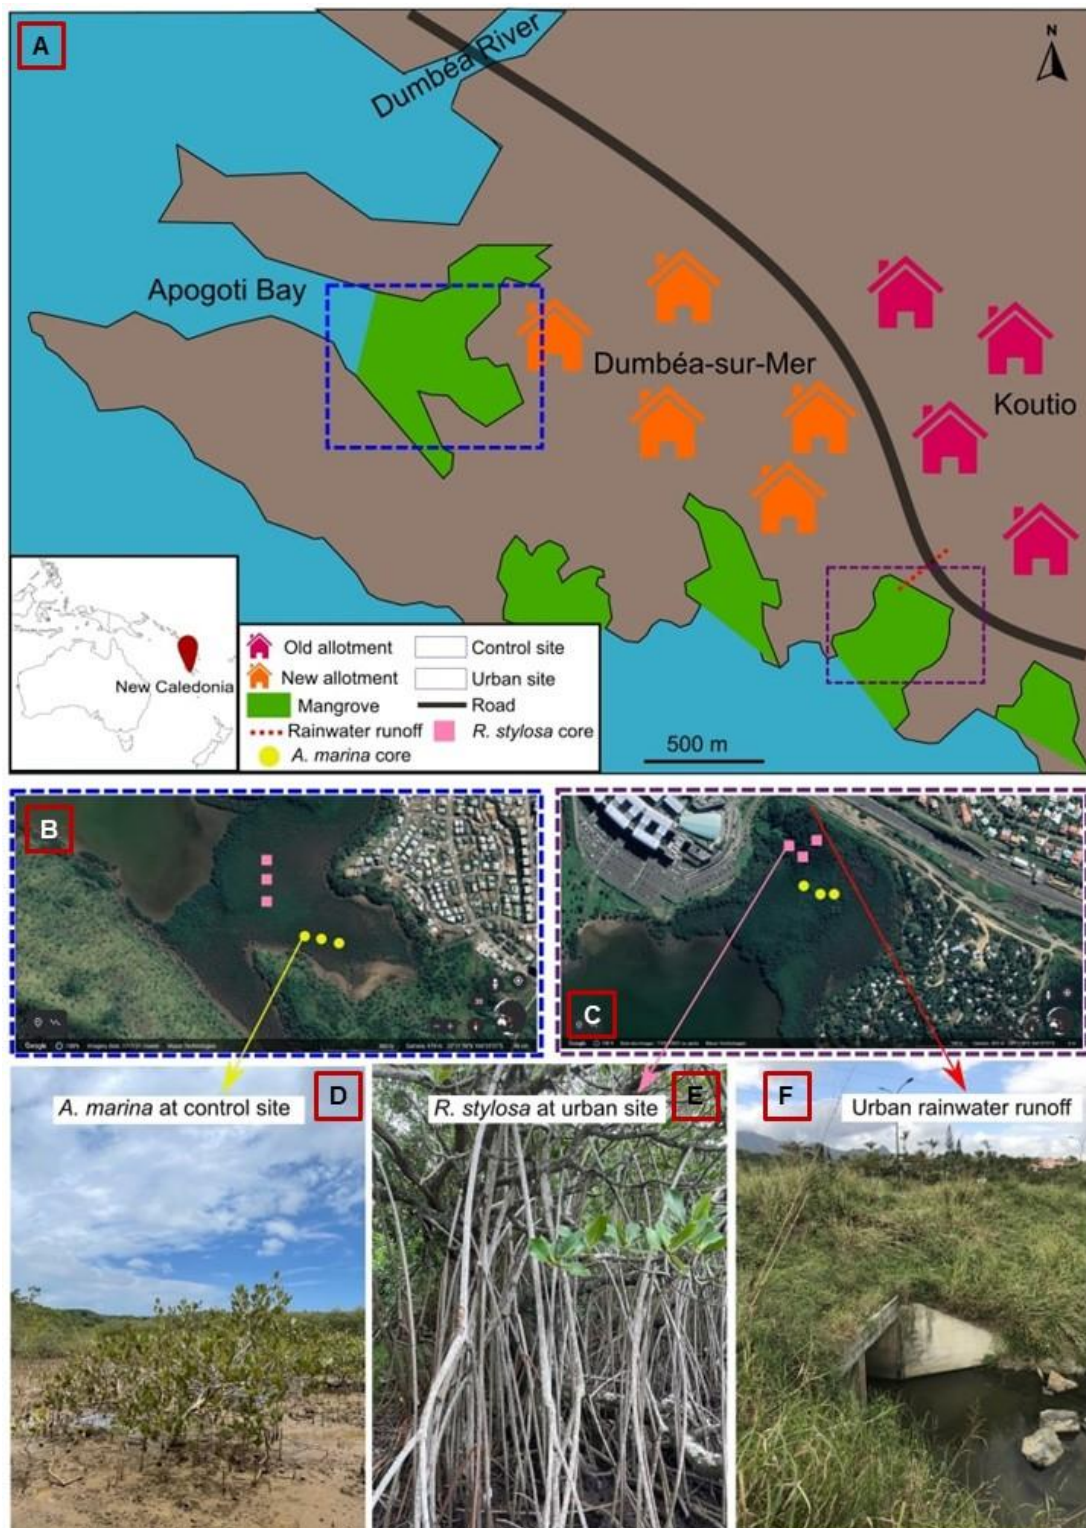 A
N
Dumbéa River
Apogoti Bay
Dumbéa-sur-Mer
Koutio
New Caledonia
Old allotment
Control site
New allotment
Urban site
Mangrove
Road
Rainwater runoff
R. stylosa core
A. marina core
500 m
B
C
Google
Google
A. marina at control site
D
R. stylosa at urban site
E
F
Urban rainwater runoff